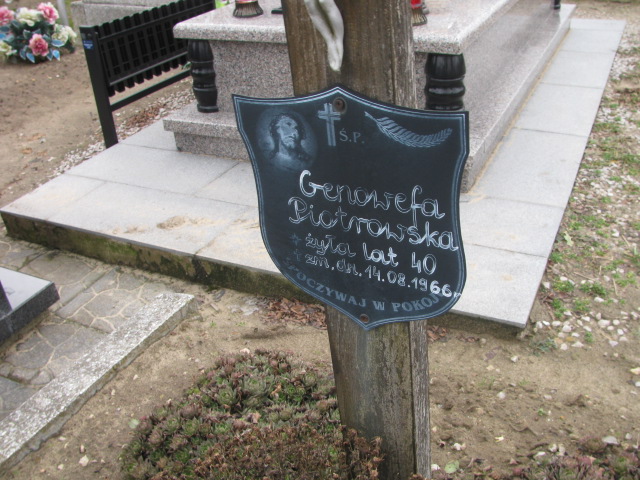 Ś.P.
Genowefa
Piotrowska
żyła lat 40
zm. dn. 14.08.1966
SPOCZYWAJ W POKOJU